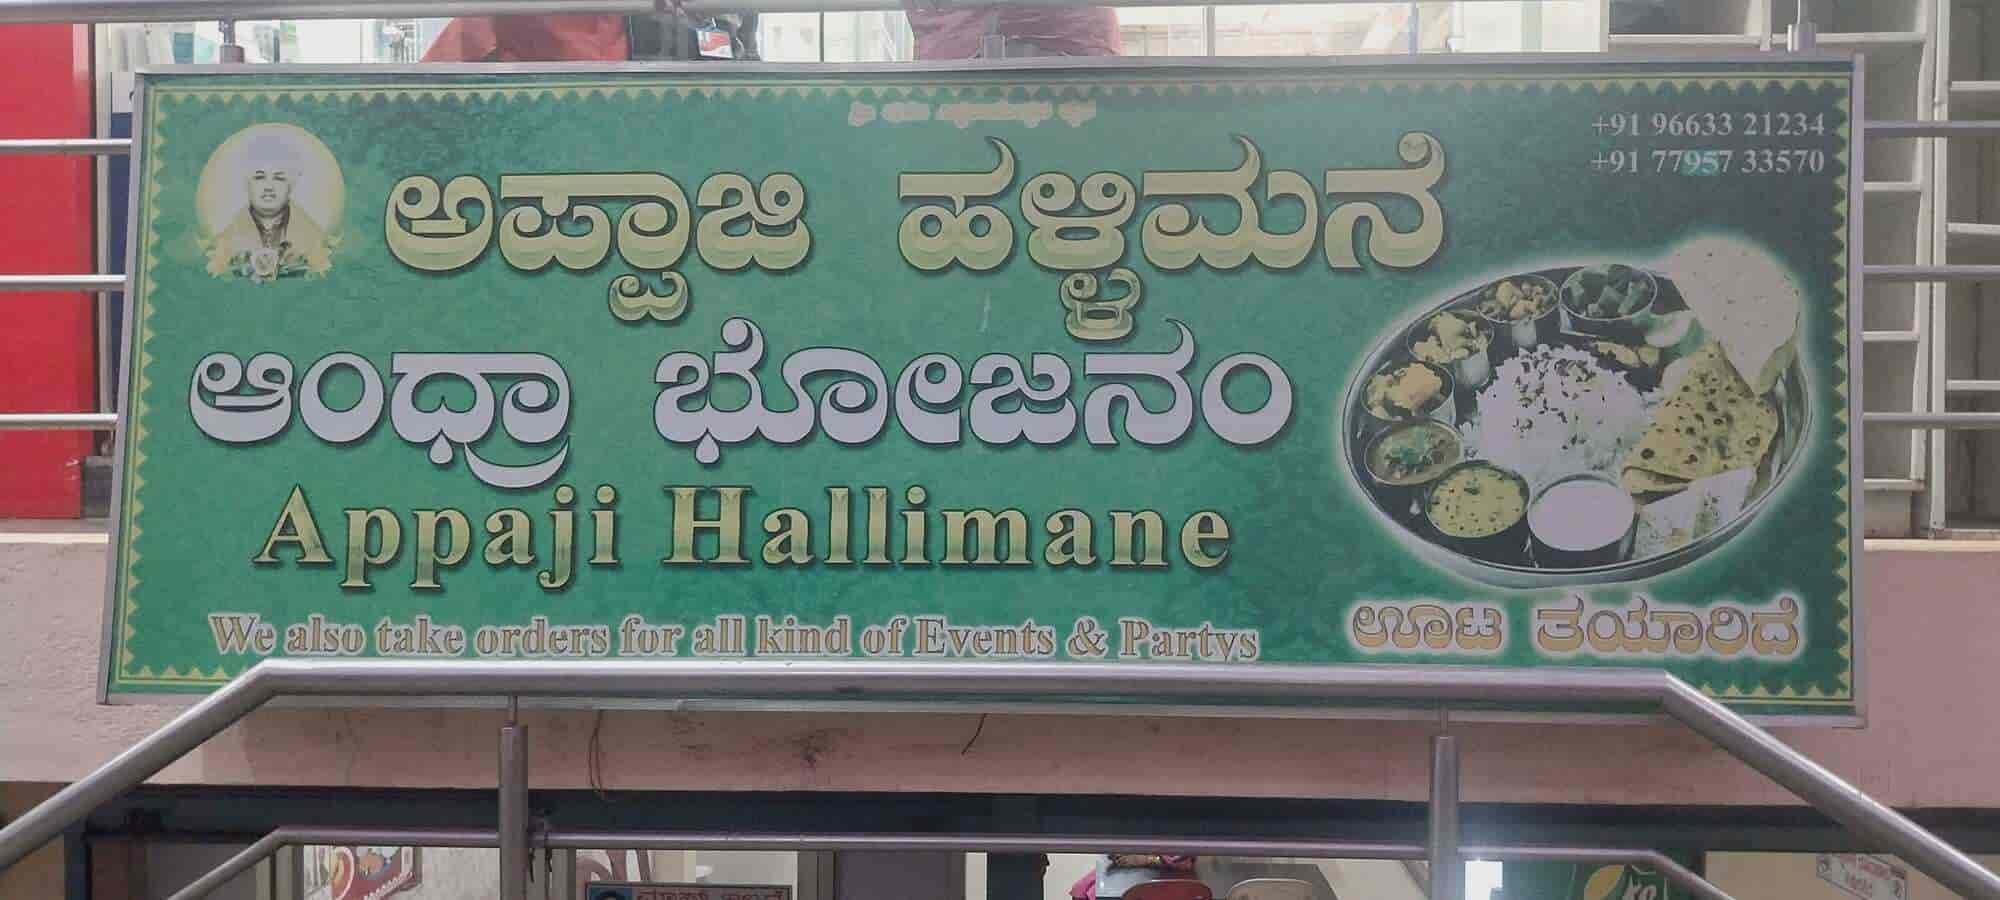 +91 96633 21234
+91 77957 33570
ಅಪ್ಪಾಜಿ ಹಳ್ಳಿಮನೆ
ಆಂಧ್ರಾ ಭೋಜನಂ
Appaji Hallimane
We also take orders for all kind of Events & Partys
ಊಟ ತಯಾರಿದೆ